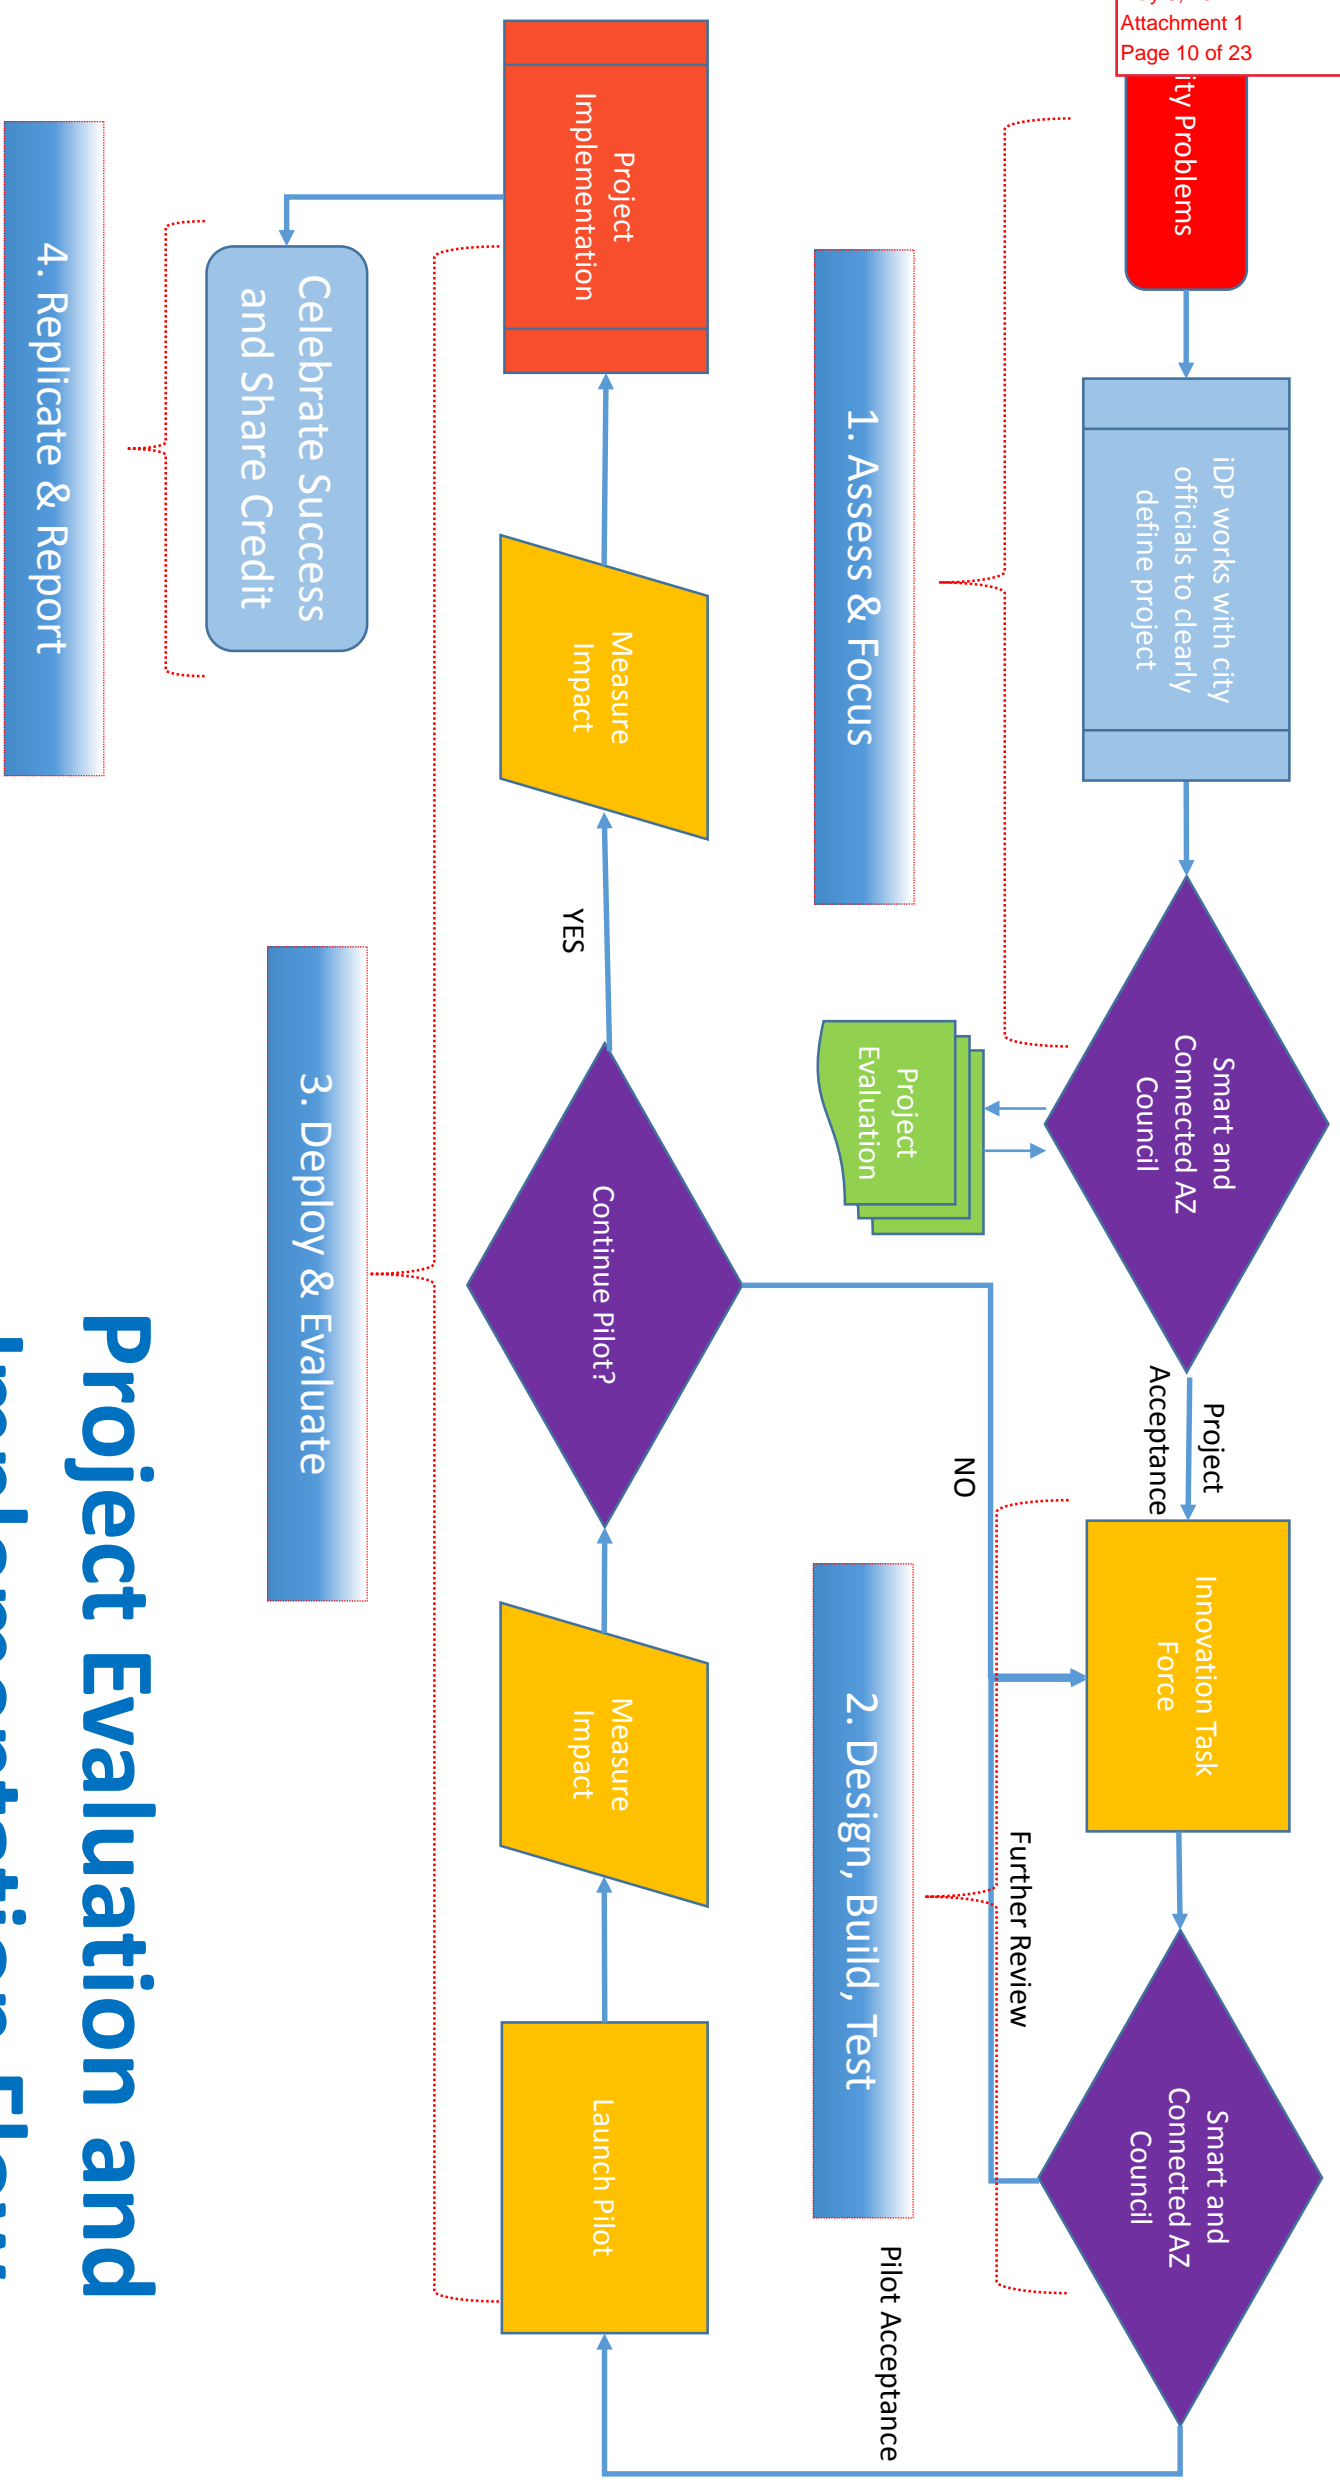 Attachment 1
Page 10 of 23
Problems
iDP works with city
officials to clearly
define project
Smart and
Connected AZ
Council
Project
Acceptance
Innovation Task
Force
Smart and
Connected AZ
Council
Project
Evaluation
Further Review
NO
1. Assess & Focus
2. Design, Build, Test
Pilot Acceptance
Project
Implementation
Measure
Impact
YES
Continue Pilot?
Measure
Impact
Launch Pilot
Celebrate Success
and Share Credit
3. Deploy & Evaluate
4. Replicate & Report
Project Evaluation and
Implementation Flow